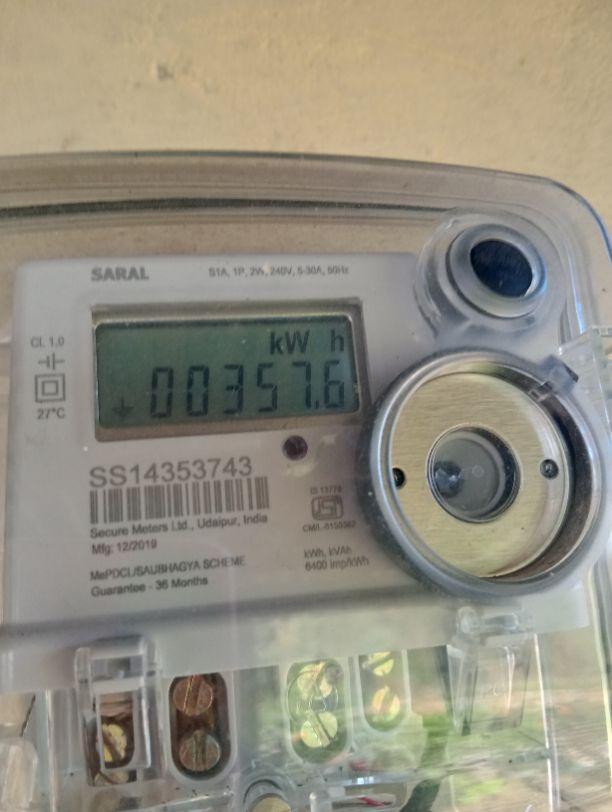 SARAL
S1A, 1P, 2W, 240V, 5-30A, 50Hz
Cl. 1.0
27°C
kW h
00357.6
SS14353743
Secure Meters Ltd., Udaipur, India
Mfg: 12/2019
MePDCL/SAUBHAGYA SCHEME
Guarantee - 36 Months
IS 13779
kWh, kVAh
6400 imp/kWh